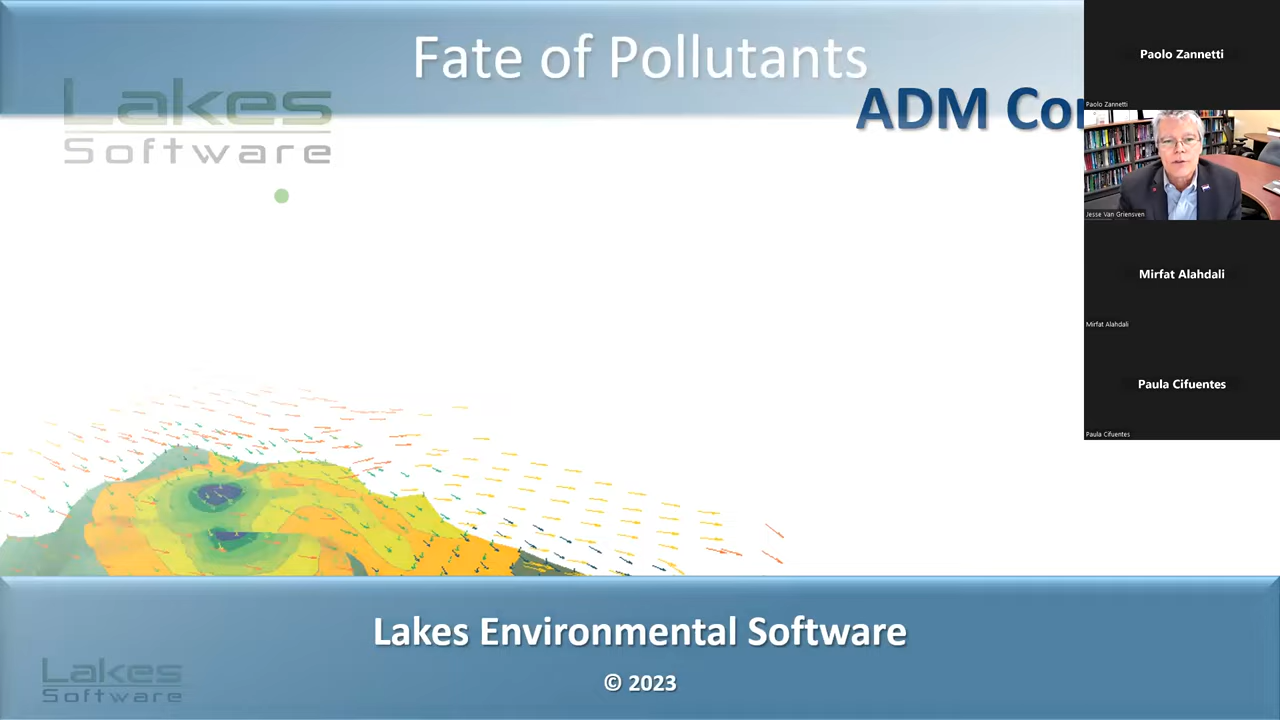 Fate of Pollutants
ADM Co
Lakes
Software
Paolo Zannetti
Paolo Zannetti
Jesse Van Griensven
Mirfat Alahdali
Mirfat Alahdali
Paula Cifuentes
Paula Cifuentes
Lakes Environmental Software
© 2023
Lakes
Software